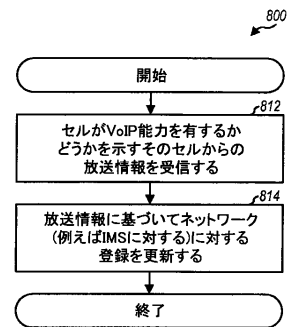 800
開始
812
セルがVoIP能力を有するか
どうかを示すそのセルからの
放送情報を受信する
814
放送情報に基づいてネットワーク
(例えばIMSに対する)に対する
登録を更新する
終了